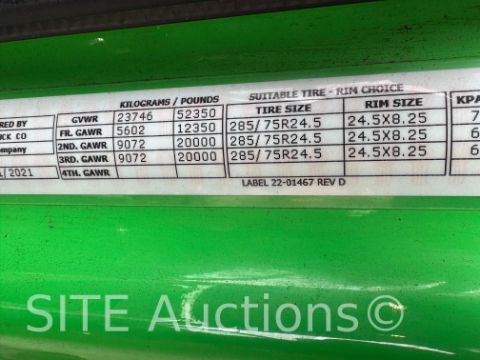 KILOGRAMS / POUNDS SUITABLE TIRE - RIM CHOICE
RED BY GVWR 23746 52350 TIRE SIZE RIM SIZE KPA
CK CO FR. GAWR 5602 12350 285/75R24.5 24.5X8.25 7
ompany 2ND. GAWR 9072 20000 285/75R24.5 24.5X8.25 6
3RD. GAWR 9072 20000 285/75R24.5 24.5X8.25 6
/2021 4TH. GAWR
LABEL 22-01467 REV D
SITE Auctions©